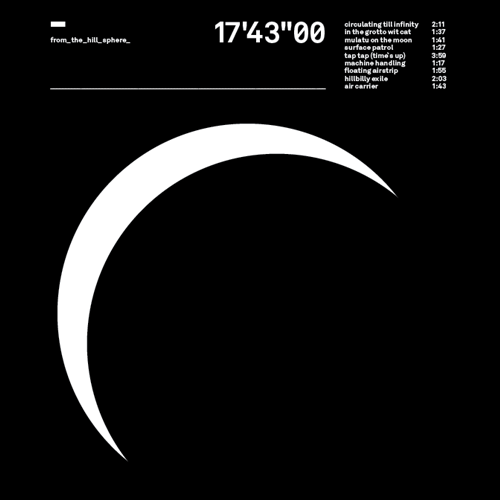 from_the_hill_sphere_
17'43"00
circulating till infinity 2:11
in the grotto wit cat 1:37
mulatu on the moon 1:41
surface patrol 1:27
tap tap (time's up) 3:59
machine handling 1:17
floating airstrip 1:55
hillbilly exile 2:03
air carrier 1:43